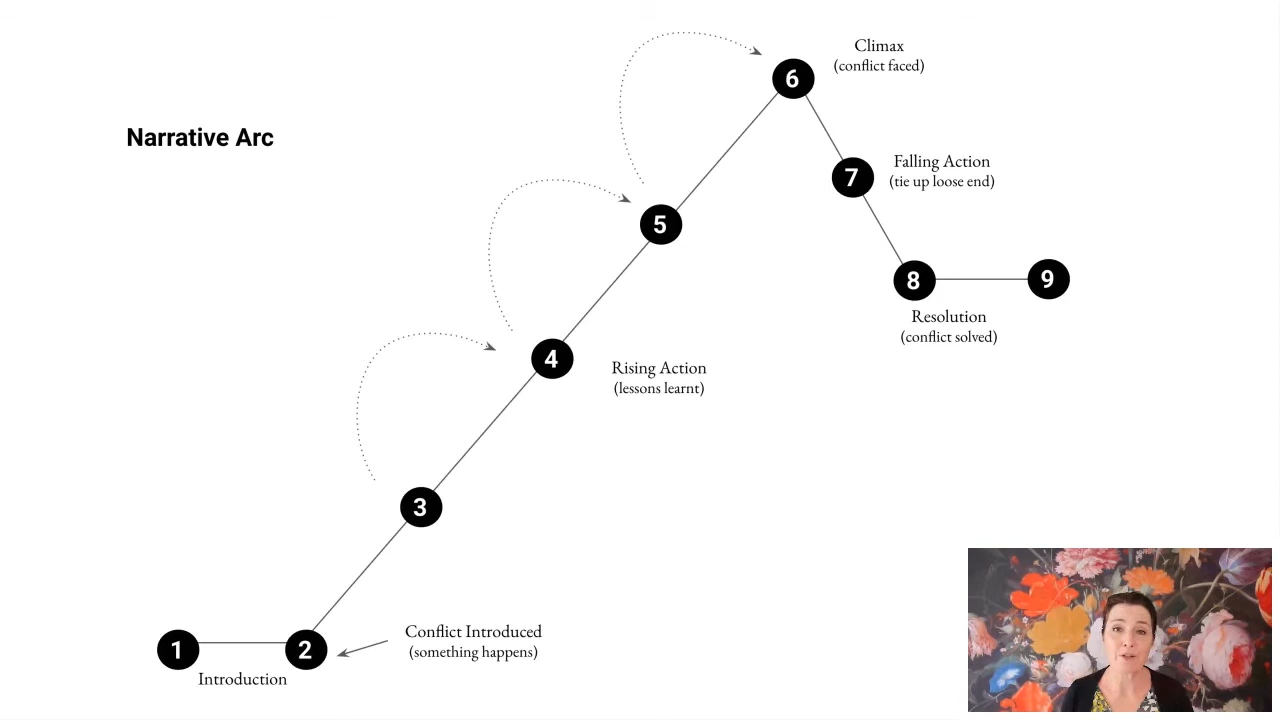 Narrative Arc
6
Climax
(conflict faced)
7
Falling Action
(tie up loose end)
5
8
9
Resolution
(conflict solved)
4
Rising Action
(lessons learnt)
3
1
2
Conflict Introduced
(something happens)
Introduction